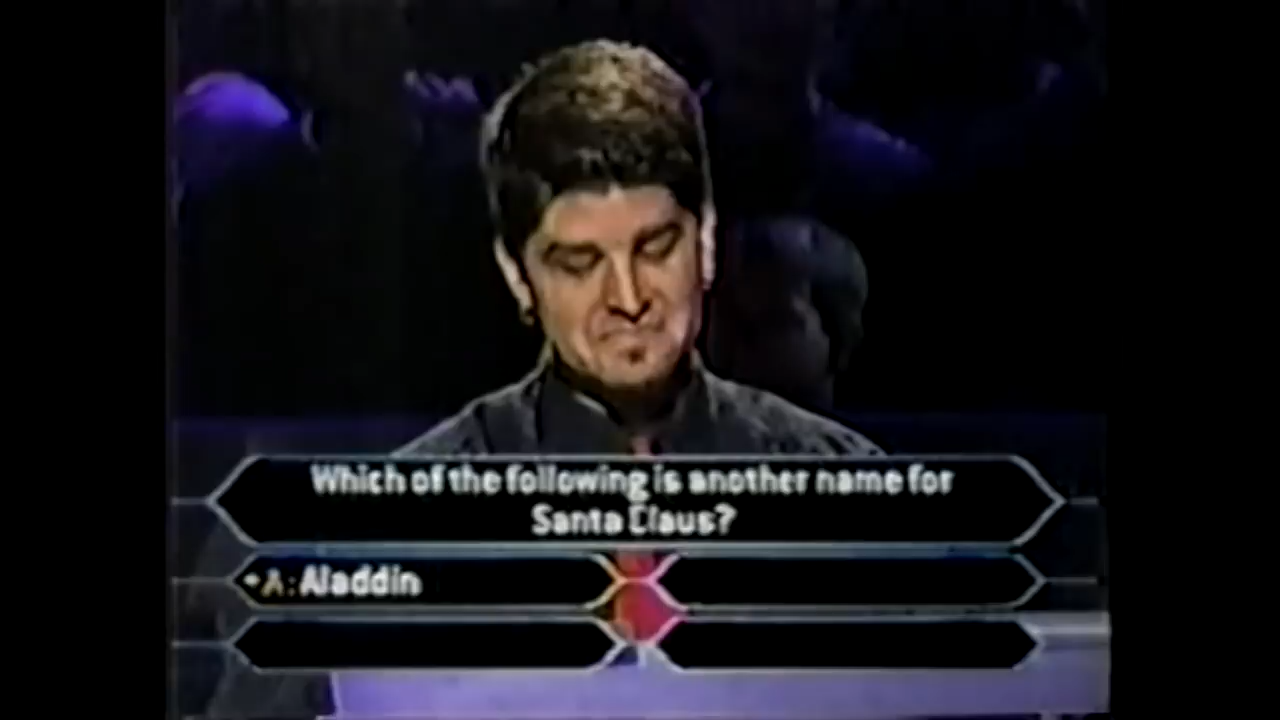 Which of the following is another name for
Santa Claus?
A: Aladdin